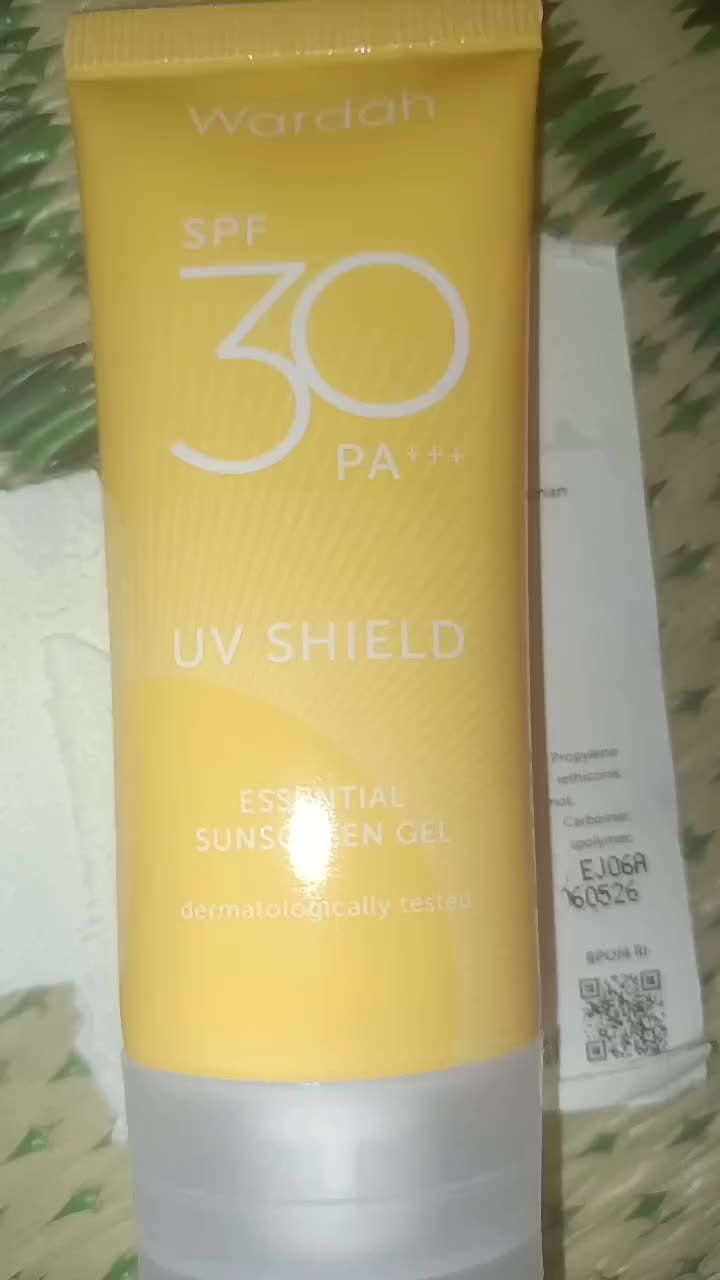 Wardah
SPF
30
PA+++
UV SHIELD
ESSENTIAL
SUNSCREEN GEL
dermatologically tested
Propylene
Carbomer,
EJ06A
160526
BPOM RI